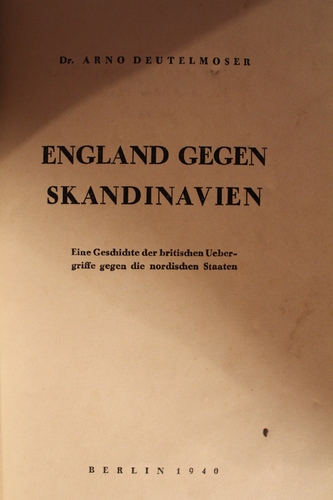 Dr. ARNO DEUTELMOSER
ENGLAND GEGEN
SKANDINAVIEN
Eine Geschichte der britischen Ueber-
griffe gegen die nordischen Staaten
BERLIN 1940